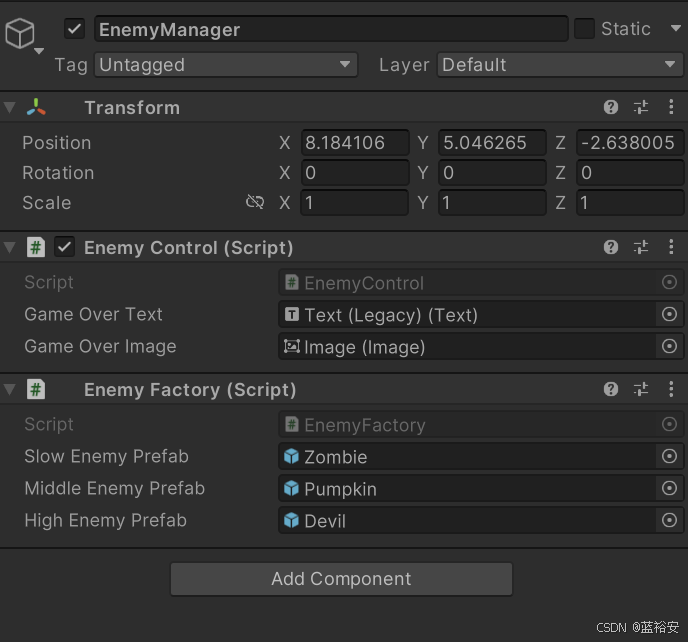 EnemyManager Static
Tag Untagged Layer Default
Transform
Position X 8.184106 Y 5.046265 Z -2.638005
Rotation X 0 Y 0 Z 0
Scale X 1 Y 1 Z 1
# Enemy Control (Script)
Script # EnemyControl
Game Over Text T Text (Legacy) (Text)
Game Over Image Image (Image)
# Enemy Factory (Script)
Script # EnemyFactory
Slow Enemy Prefab Zombie
Middle Enemy Prefab Pumpkin
High Enemy Prefab Devil
Add Component
CSDN @蓝裕安